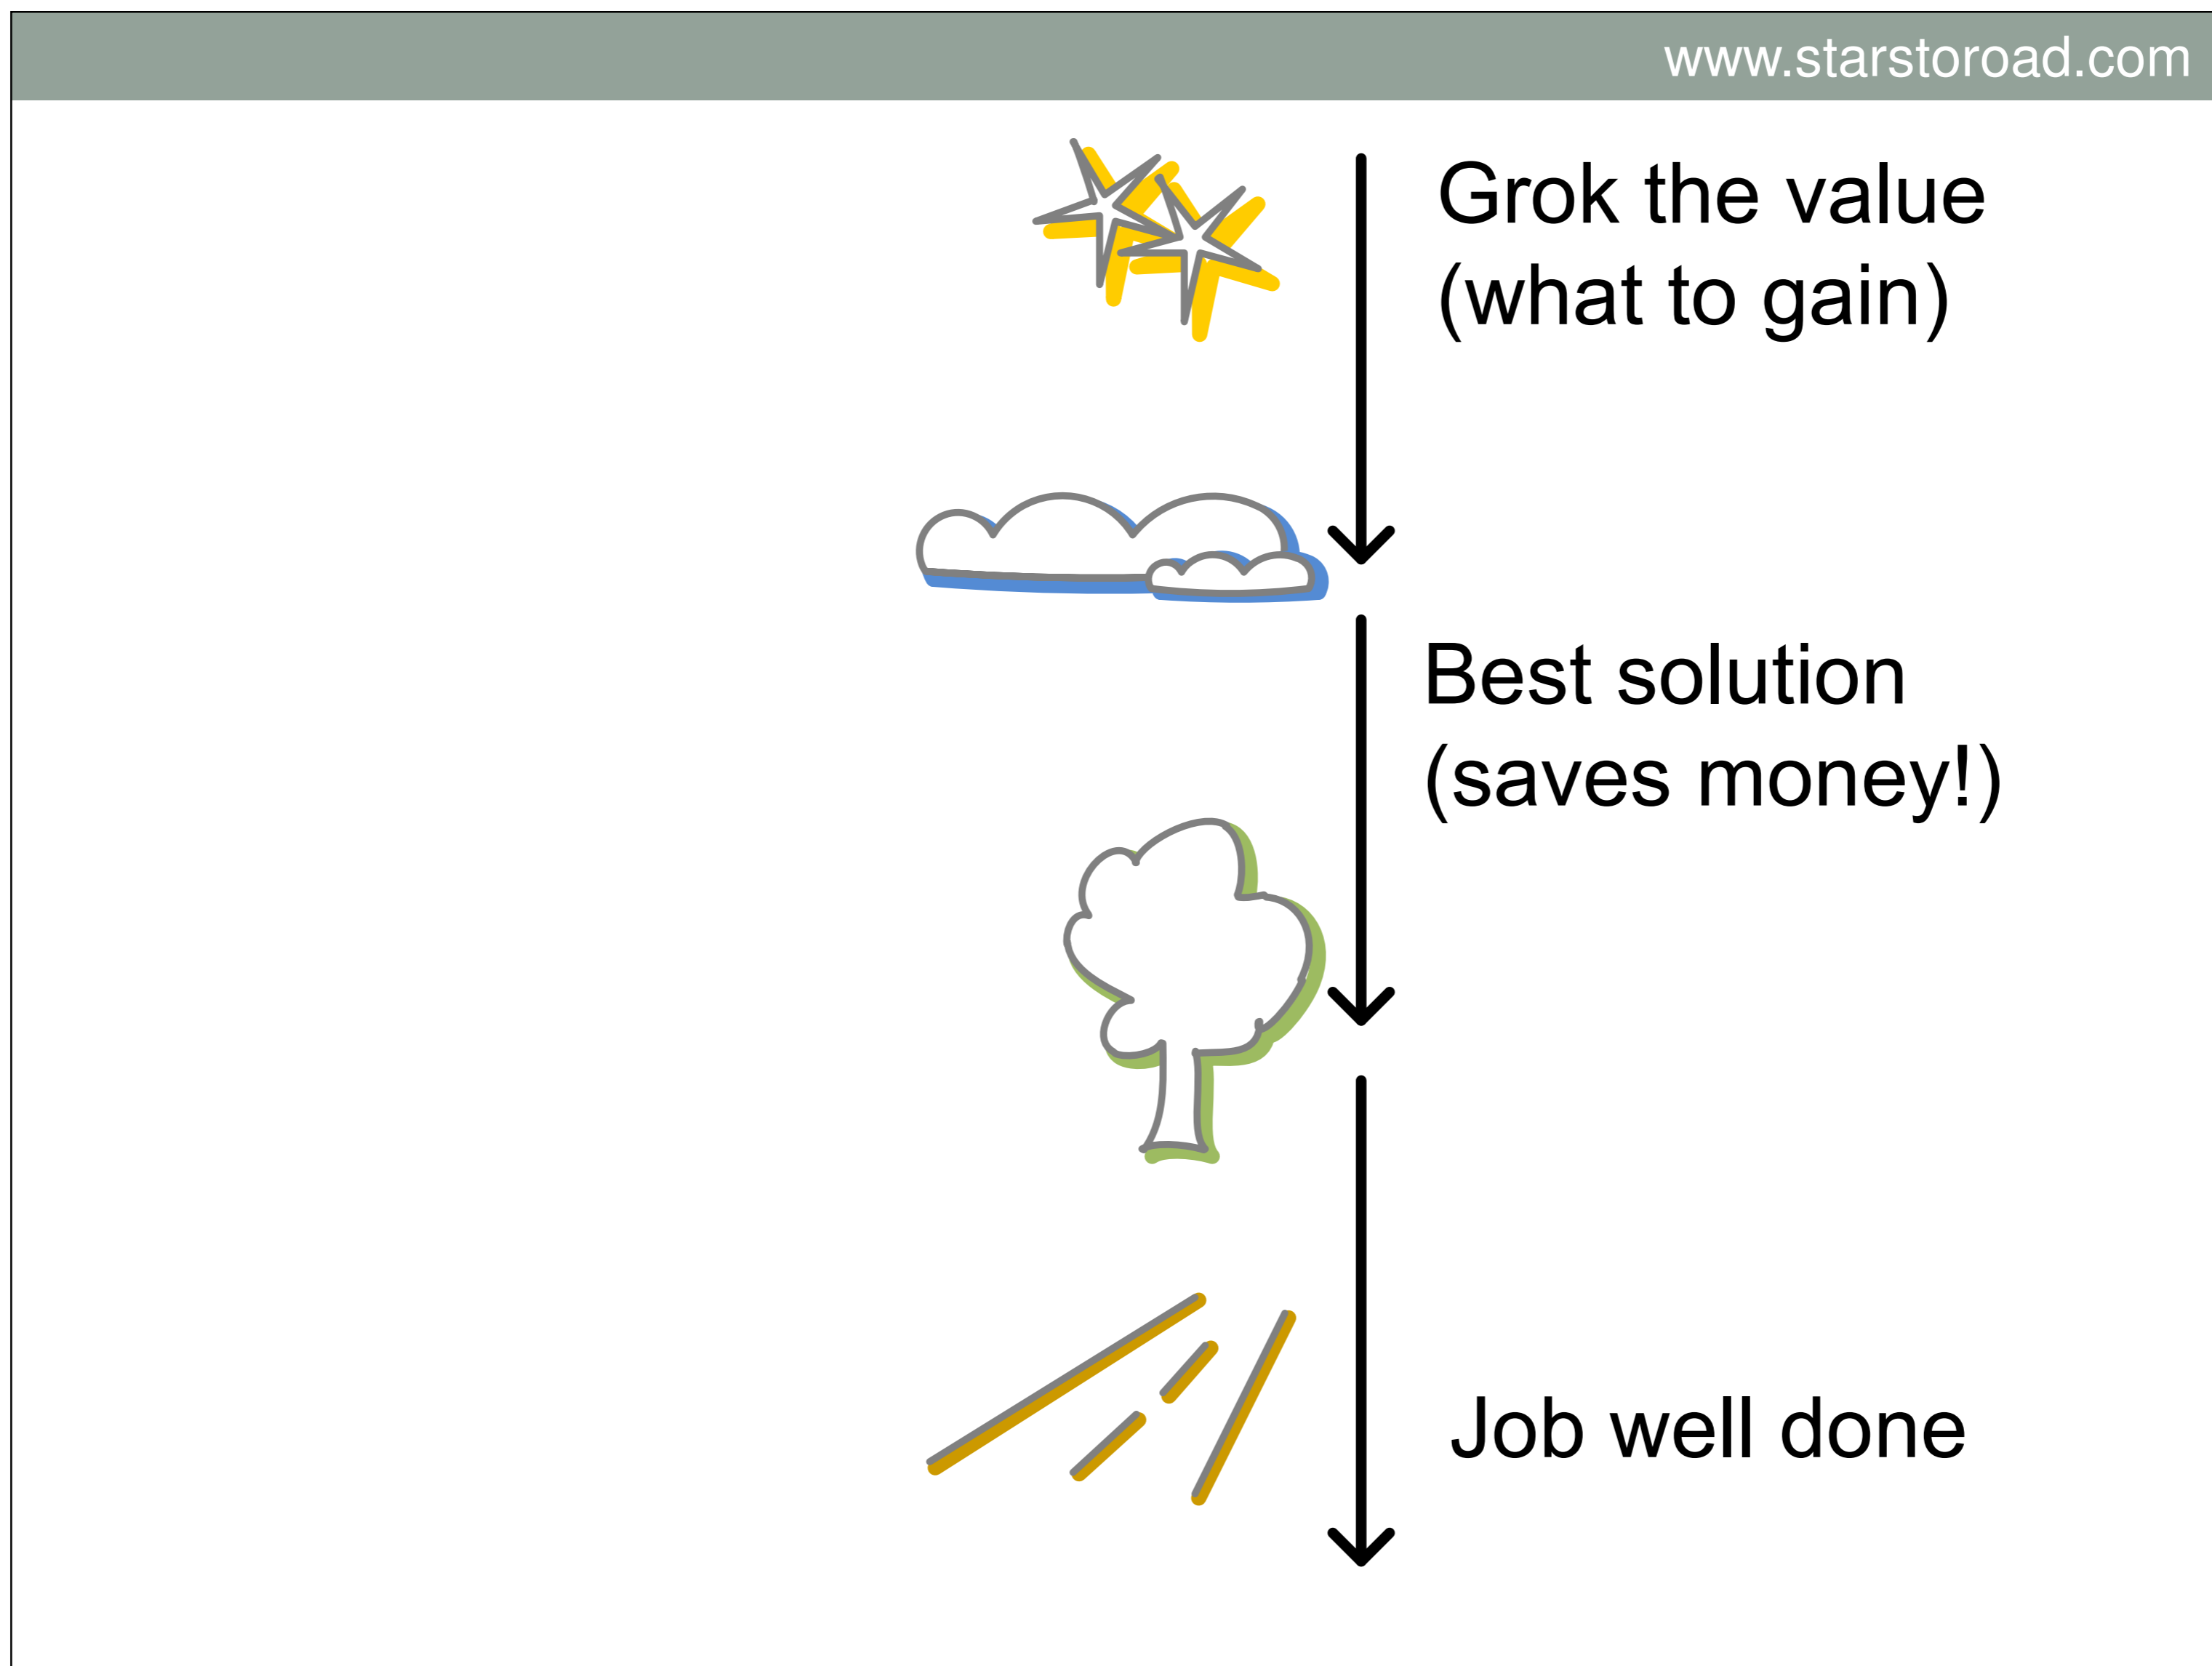 www.starstoroad.com
Grok the value
(what to gain)
Best solution
(saves money!)
Job well done